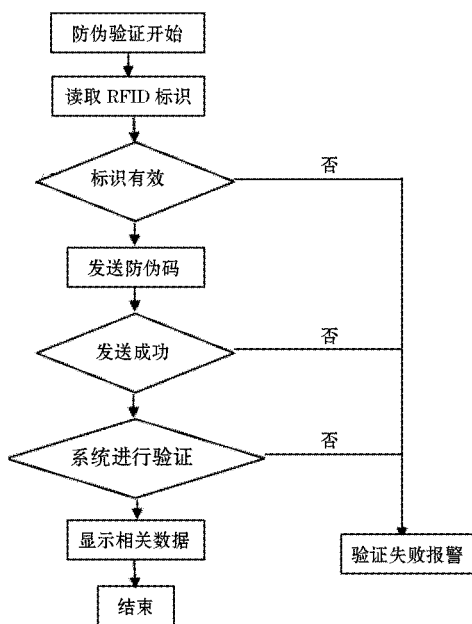 防伪验证开始
读取 RFID 标识
标识有效
否
发送防伪码
发送成功
否
系统进行验证
否
显示相关数据
验证失败报警
结束